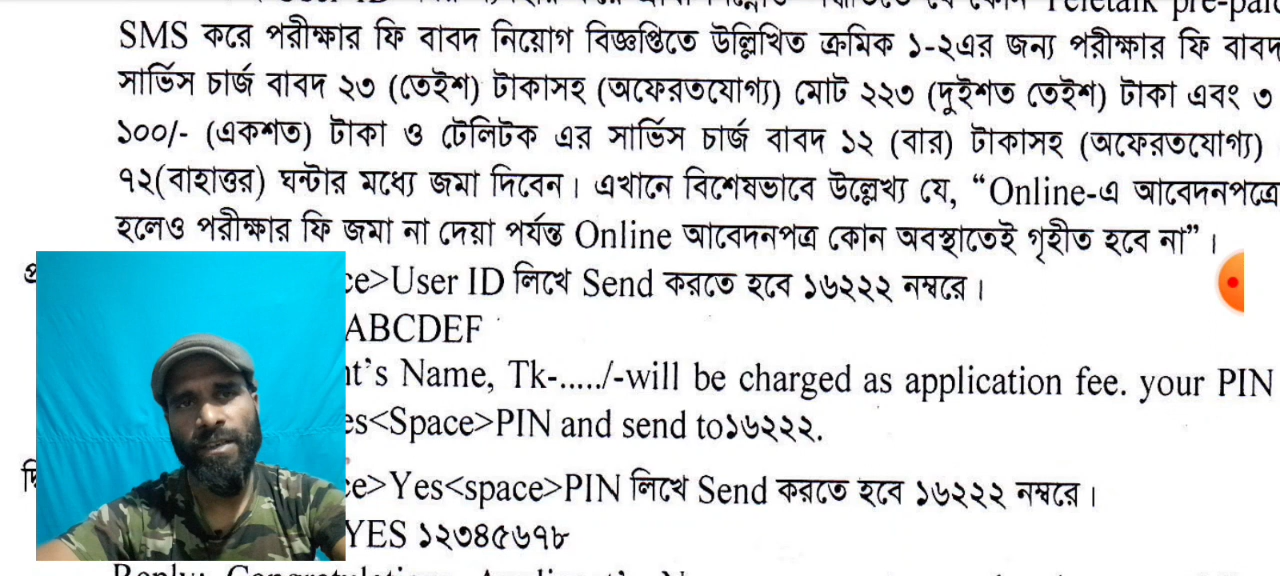 SMS করে পরীক্ষার ফি বাবদ নিয়োগ বিজ্ঞপ্তিতে উল্লিখিত ক্রমিক ১-২এর জন্য পরীক্ষার ফি বাবদ
সার্ভিস চার্জ বাবদ ২৩ (তেইশ) টাকাসহ (অফেরতযোগ্য) মোট ২২৩ (দুইশত তেইশ) টাকা এবং ৩
১০০/- (একশত) টাকা ও টেলিটক এর সার্ভিস চার্জ বাবদ ১২ (বার) টাকাসহ (অফেরতযোগ্য)
৭২(বাহাত্তর) ঘন্টার মধ্যে জমা দিবেন। এখানে বিশেষভাবে উল্লেখ্য যে, “Online-এ আবেদনপত্রে
হলেও পরীক্ষার ফি জমা না দেয়া পর্যন্ত Online আবেদনপত্র কোন অবস্থাতেই গৃহীত হবে না”।
ce>User ID লিখে Send করতে হবে ১৬২২২ নম্বরে।
ABCDEF
nt’s Name, Tk-...../-will be charged as application fee. your PIN
es<Space>PIN and send to১৬২২২.
ce>Yes<space>PIN লিখে Send করতে হবে ১৬২২২ নম্বরে।
YES ১২৩৪৫৬৭৮